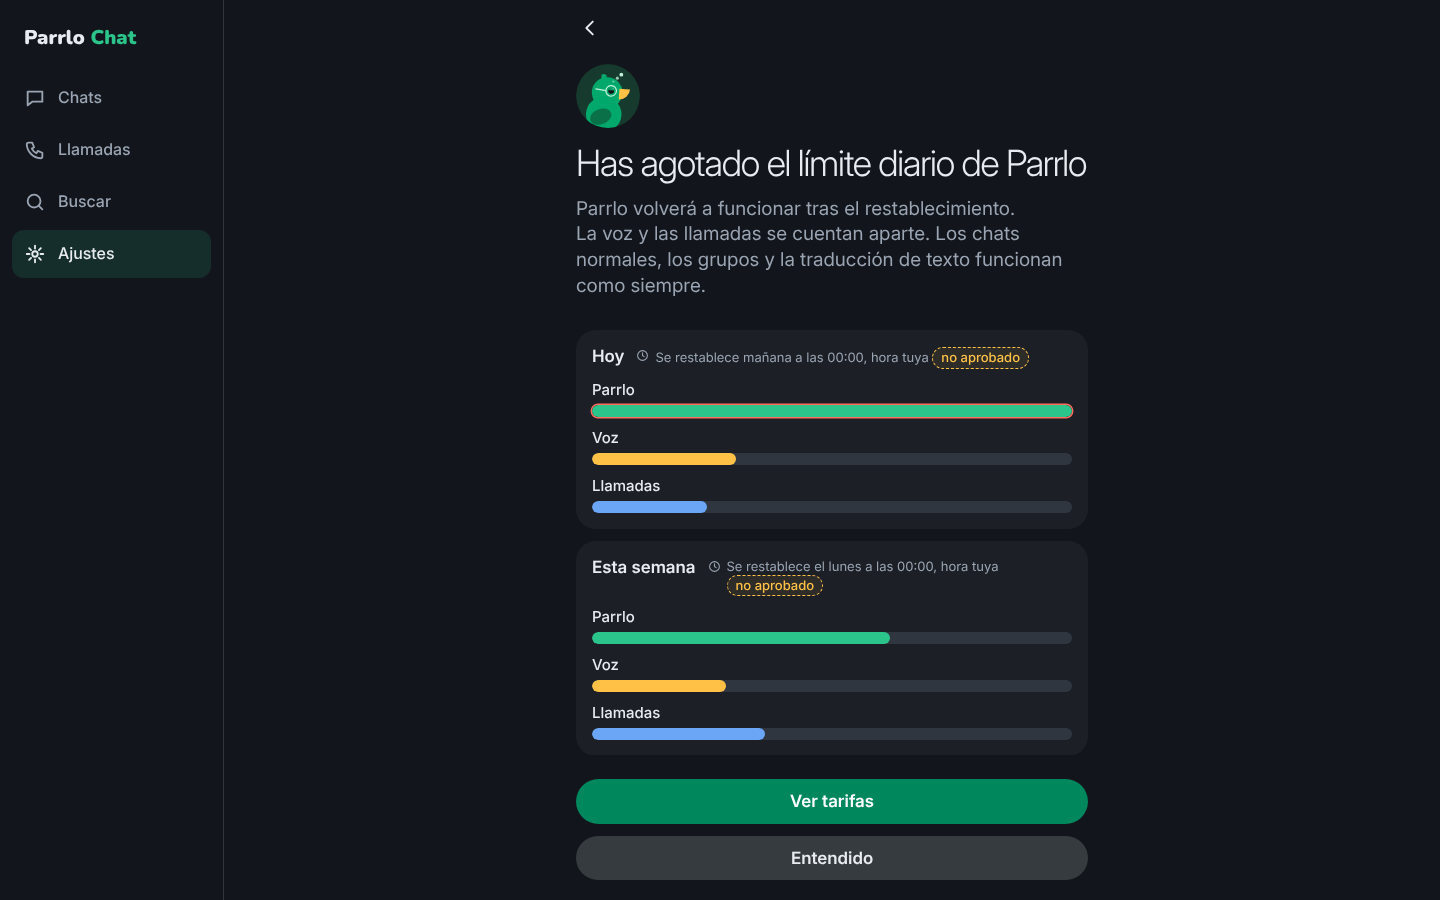 Parrlo Chat
Chats
Llamadas
Buscar
Ajustes
Has agotado el límite diario de Parrlo
Parrlo volverá a funcionar tras el restablecimiento.
La voz y las llamadas se cuentan aparte. Los chats
normales, los grupos y la traducción de texto funcionan
como siempre.
Hoy Se restablece mañana a las 00:00, hora tuya no aprobado
Parrlo
Voz
Llamadas
Esta semana Se restablece el lunes a las 00:00, hora tuya
no aprobado
Parrlo
Voz
Llamadas
Ver tarifas
Entendido